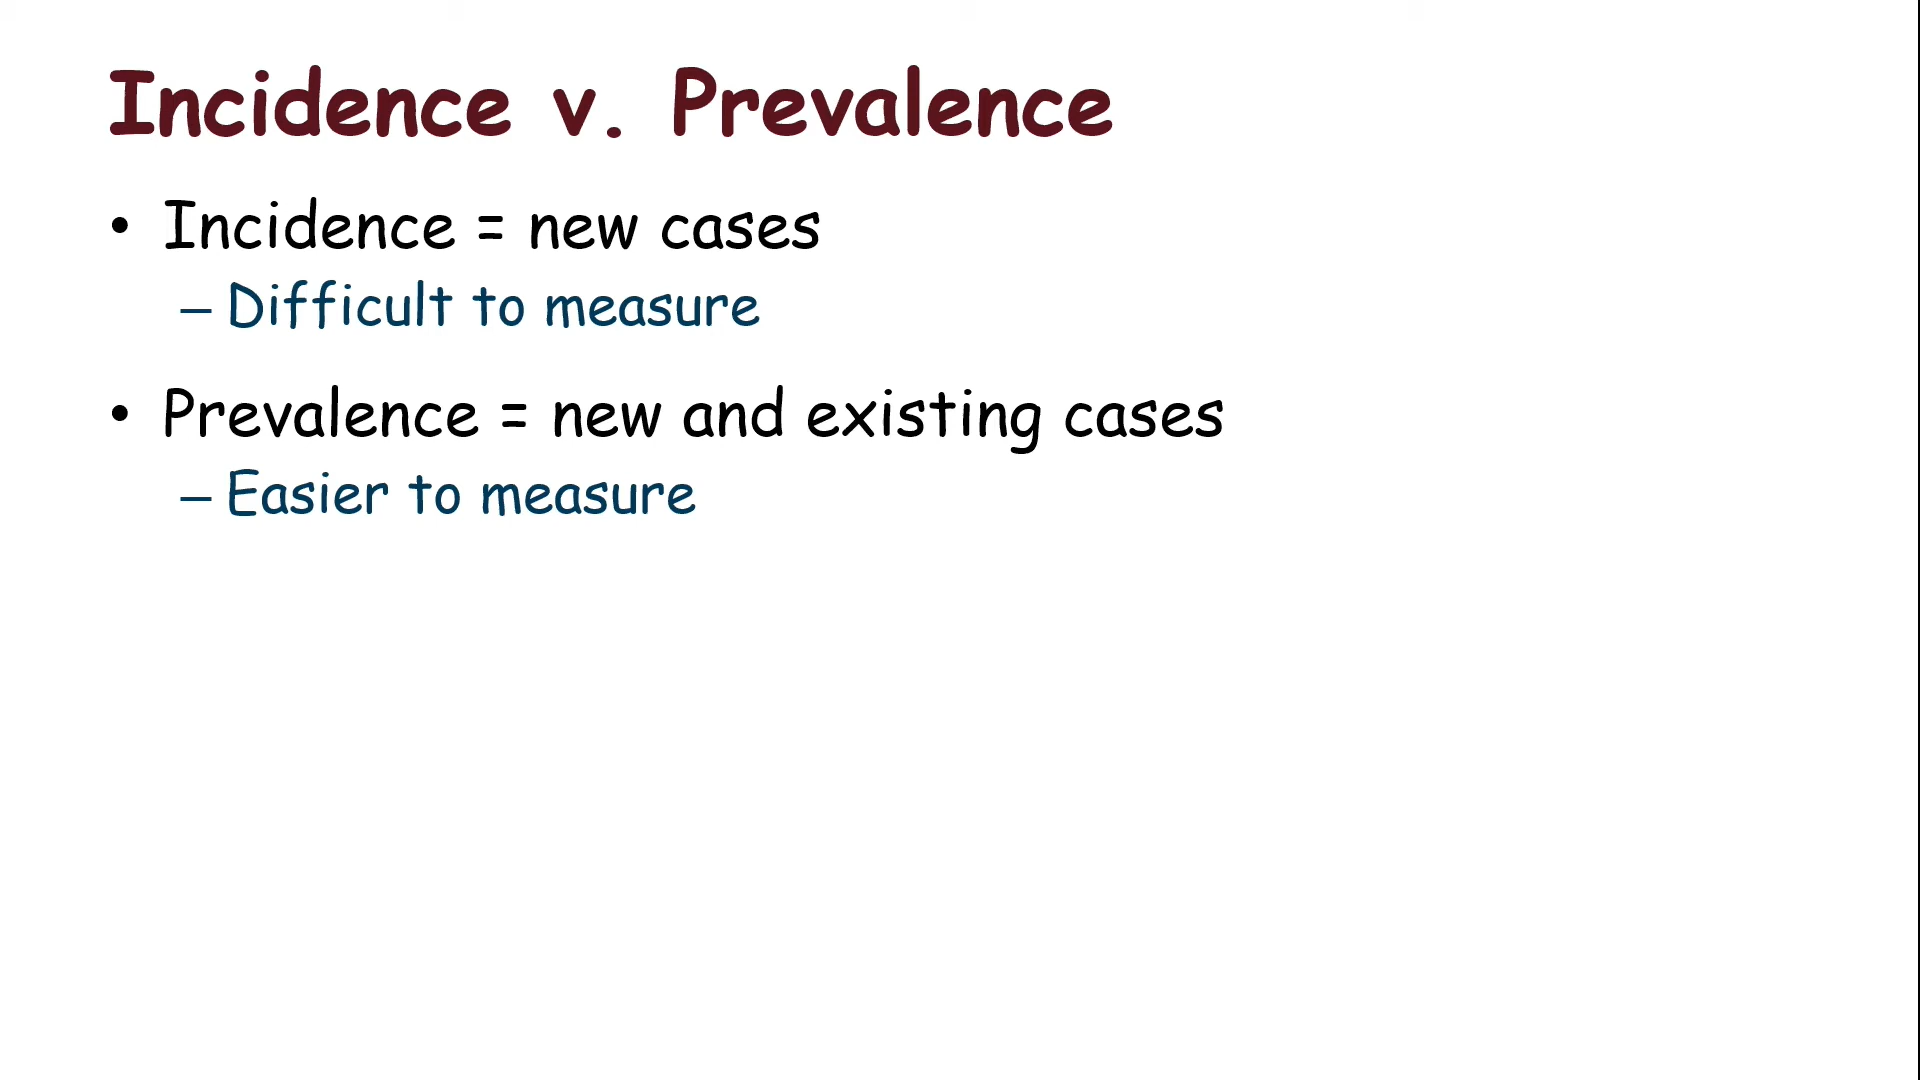 Incidence v. Prevalence
• Incidence = new cases
– Difficult to measure
• Prevalence = new and existing cases
– Easier to measure